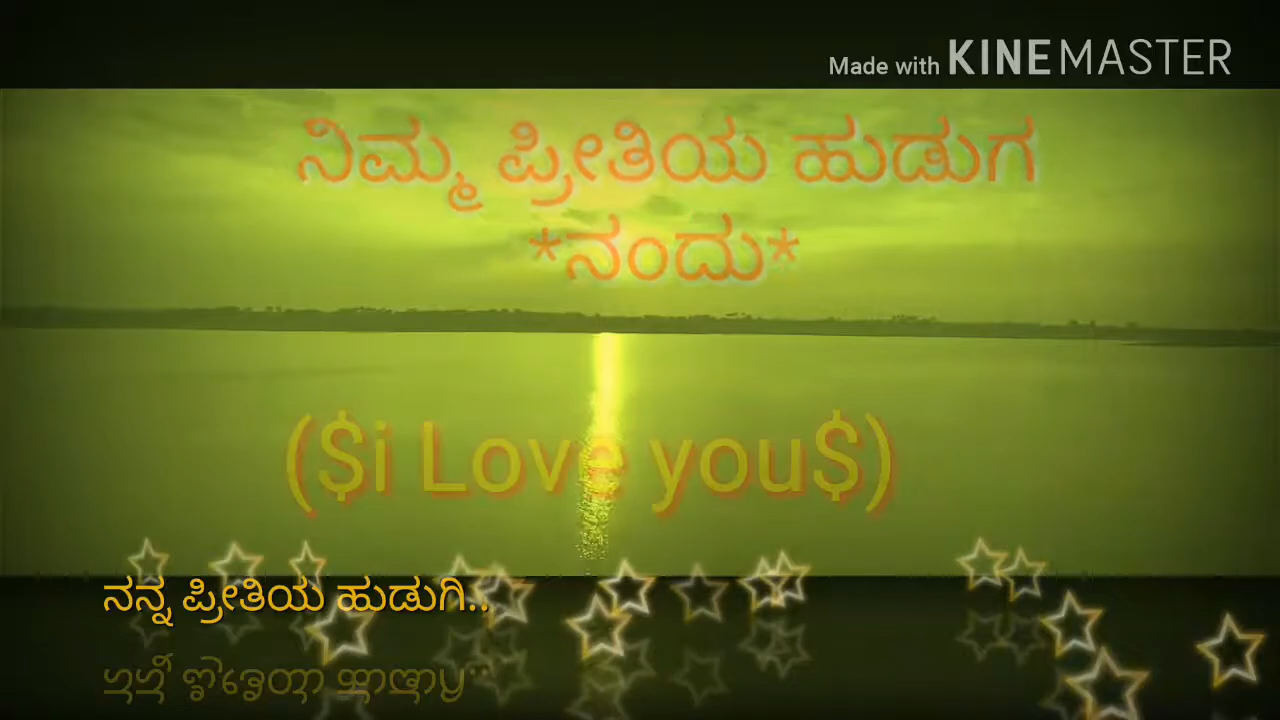 Made with KINEMASTER
ನಿಮ್ಮ ಪ್ರೀತಿಯ ಹುಡುಗ
*ನಂದು*
($i Love you$)
ನನ್ನ ಪ್ರೀತಿಯ ಹುಡುಗಿ..